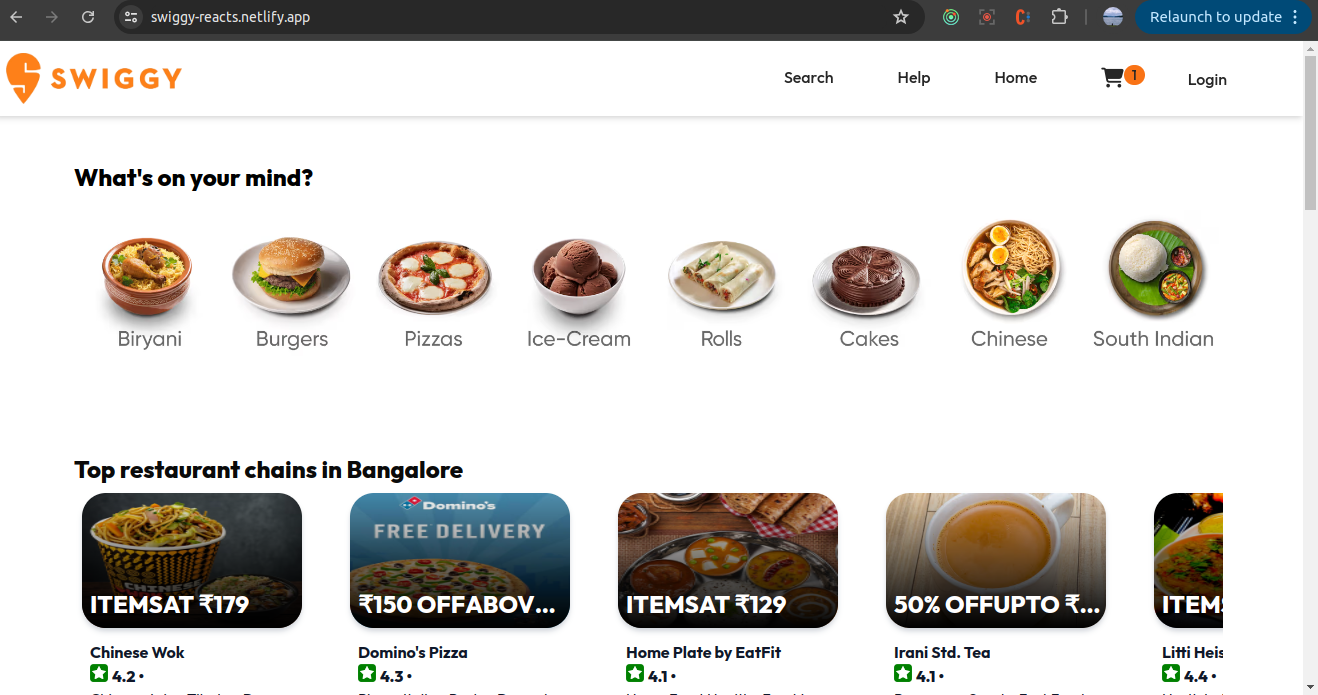 swiggy-reacts.netlify.app
Relaunch to update
SWIGGY
Search Help Home 1 Login
What's on your mind?
Biryani Burgers Pizzas Ice-Cream Rolls Cakes Chinese South Indian
Top restaurant chains in Bangalore
Domino's
FREE DELIVERY
CHINESE
ITEMSAT ₹179 ₹150 OFFABOV... ITEMSAT ₹129 50% OFFUPTO ₹... ITEMS
Chinese Wok Domino's Pizza Home Plate by EatFit Irani Std. Tea Litti Heis
4.2 • 4.3 • 4.1 • 4.1 • 4.4 •